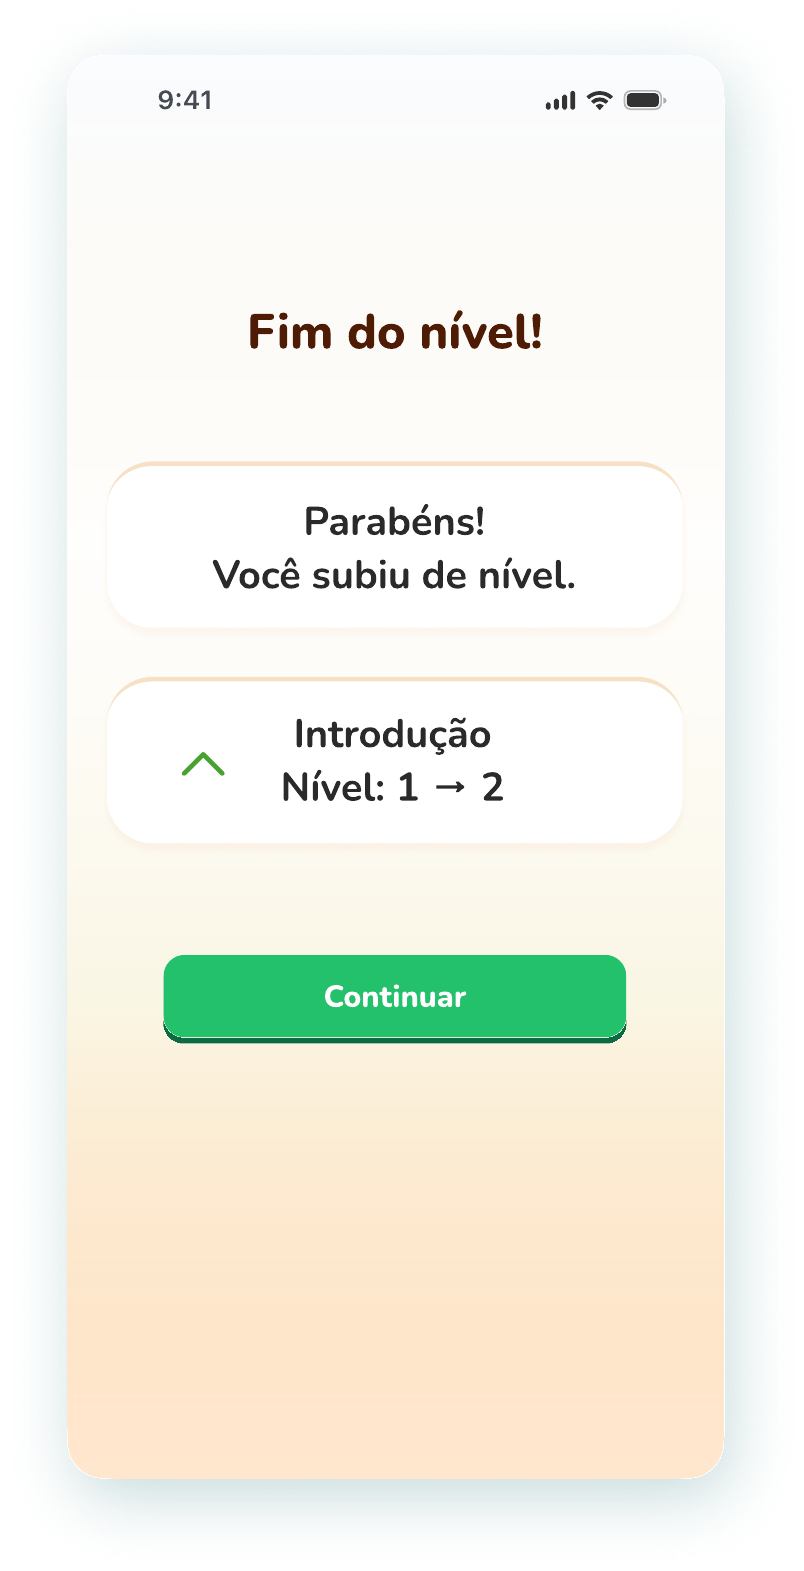 9:41
Fim do nível!
Parabéns!
Você subiu de nível.
Introdução
Nível: 1 → 2
Continuar